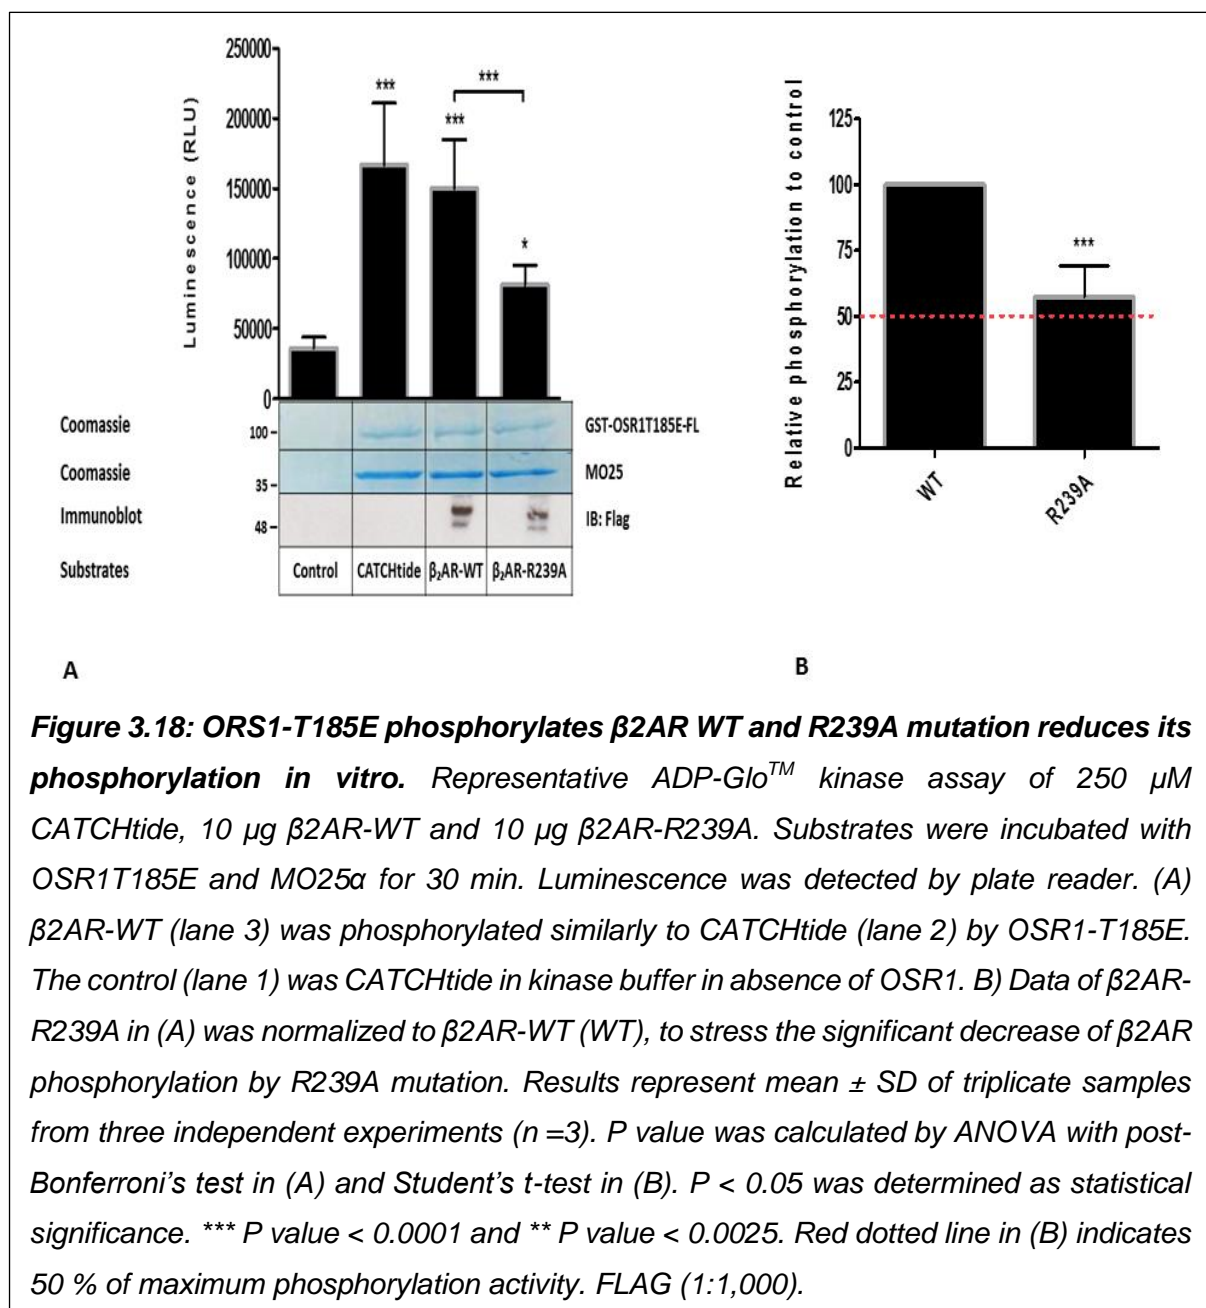 250000
200000
150000
100000
50000
0
Luminescence (RLU)
***
***
***
*
Coomassie
100
GST-OSR1T185E-FL
Coomassie
35
MO25
Immunoblot
48
IB: Flag
Substrates Control CATCHtide β₂AR-WT β₂AR-R239A
A
Relative phosphorylation to control
125
100
75
50
25
0
***
WT
R239A
B
Figure 3.18: ORS1-T185E phosphorylates β2AR WT and R239A mutation reduces its
phosphorylation in vitro. Representative ADP-Glo™ kinase assay of 250 µM
CATCHtide, 10 µg β2AR-WT and 10 µg β2AR-R239A. Substrates were incubated with
OSR1T185E and MO25α for 30 min. Luminescence was detected by plate reader. (A)
β2AR-WT (lane 3) was phosphorylated similarly to CATCHtide (lane 2) by OSR1-T185E.
The control (lane 1) was CATCHtide in kinase buffer in absence of OSR1. B) Data of β2AR-
R239A in (A) was normalized to β2AR-WT (WT), to stress the significant decrease of β2AR
phosphorylation by R239A mutation. Results represent mean ± SD of triplicate samples
from three independent experiments (n =3). P value was calculated by ANOVA with post-
Bonferroni’s test in (A) and Student’s t-test in (B). P < 0.05 was determined as statistical
significance. *** P value < 0.0001 and ** P value < 0.0025. Red dotted line in (B) indicates
50 % of maximum phosphorylation activity. FLAG (1:1,000).